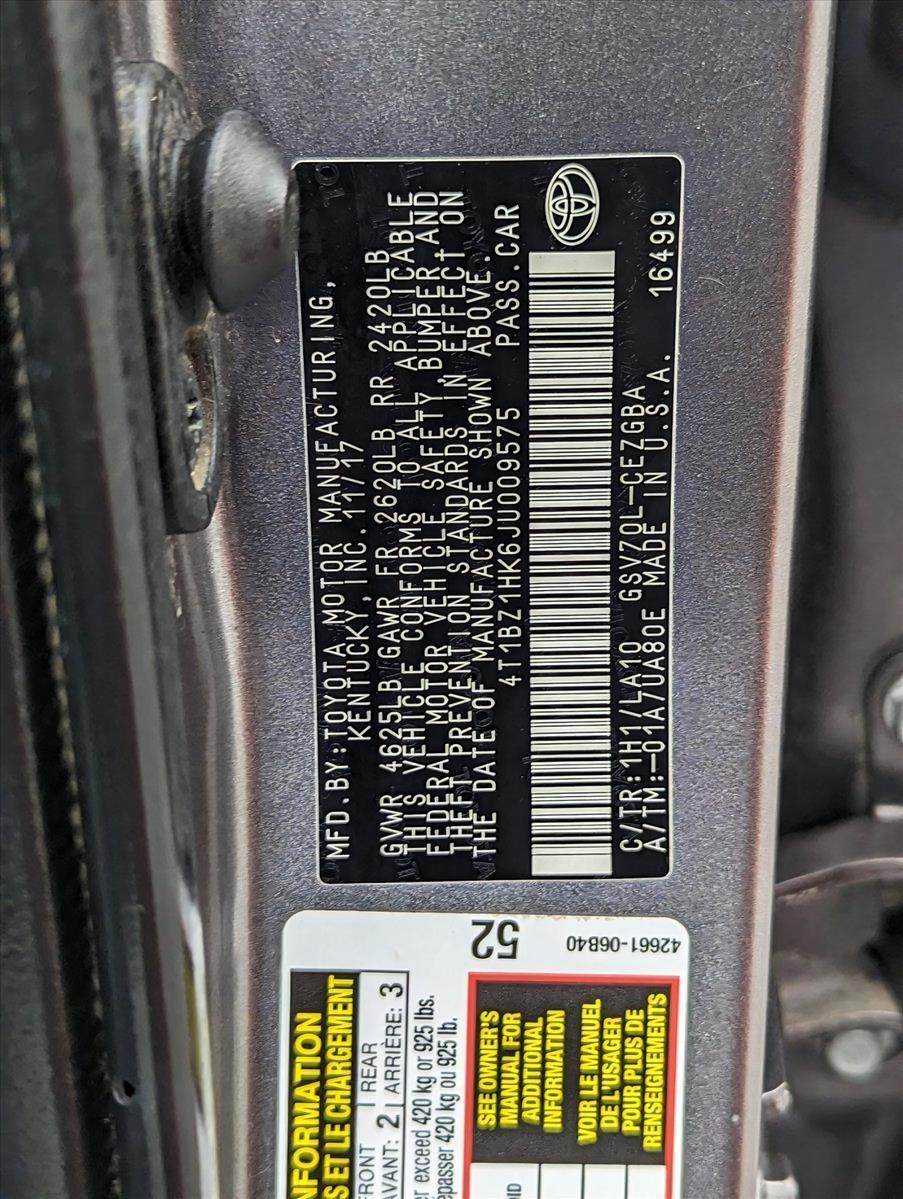 MFD.BY:TOYOTA MOTOR MANUFACTURING,
KENTUCKY, INC. 11/17
GVWR 4625LB GAWR FR 2620LB RR 2420LB
THIS VEHICLE CONFORMS TO ALL APPLICABLE
FEDERAL MOTOR VEHICLE SAFETY, BUMPER, AND
THEFT PREVENTION STANDARDS IN EFFECT ON
THE DATE OF MANUFACTURE SHOWN ABOVE.
4T1BZ1HK6JU009575 PASS.CAR
C/TR:1H1/LA10 GSV70L-CEZGBA
A/TM:-01A/UA80E MADE IN U.S.A. 16499
NFORMATION
S ET LE CHARGEMENT
FRONT REAR
AVANT: 2 ARRIÈRE: 3
er exceed 420 kg or 925 lbs.
épasser 420 kg ou 925 lb.
52
42661-06B40
SEE OWNER'S
MANUAL FOR
ADDITIONAL
INFORMATION
VOIR LE MANUEL
DE L'USAGER
POUR PLUS DE
RENSEIGNEMENTS